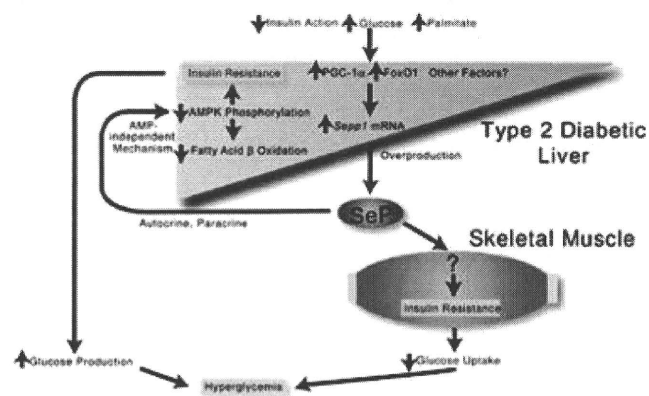 Insulin Action Glucose Palmitate
Insulin Resistance PGC-1α FoxO1 Other Factors?
AMPK Phosphorylation
Sepp1 mRNA
AMP-
independent
Mechanism
Fatty Acid β Oxidation
Type 2 Diabetic
Liver
Overproduction
SeP
Autocrine, Paracrine
Skeletal Muscle
?
Insulin Resistance
Glucose Production
Glucose Uptake
Hyperglycemia